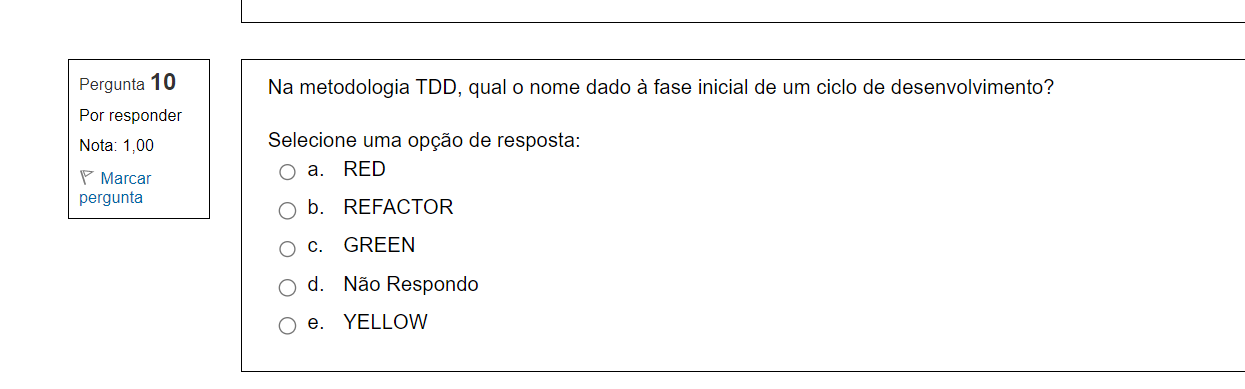 Pergunta 10
Por responder
Nota: 1,00
Marcar
pergunta
Na metodologia TDD, qual o nome dado à fase inicial de um ciclo de desenvolvimento?
Selecione uma opção de resposta:
a. RED
b. REFACTOR
c. GREEN
d. Não Respondo
e. YELLOW